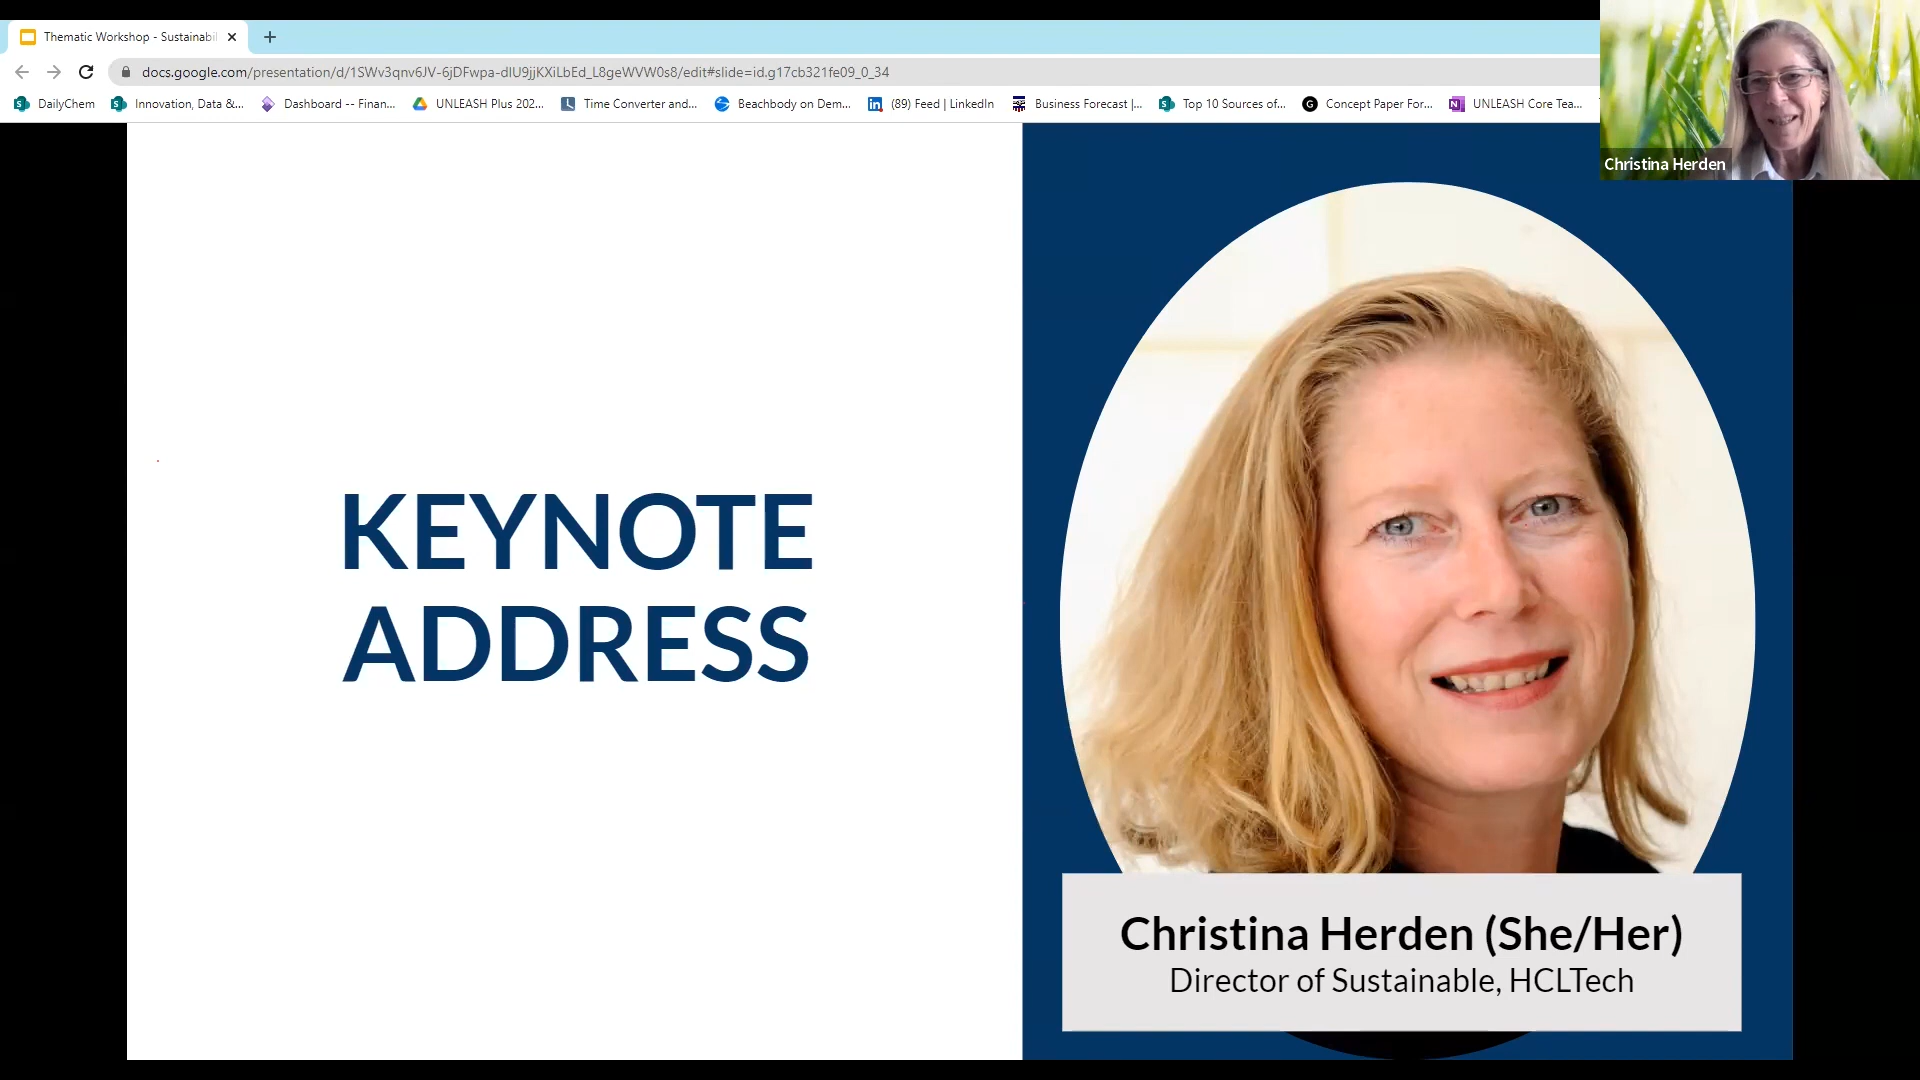 Thematic Workshop - Sustainabil
docs.google.com/presentation/d/1SWv3qnv6JV-6jDFwpa-dIU9jjKXiLbEd_L8geWVW0s8/edit#slide=id.g17cb321fe09_0_34
DailyChem Innovation, Data &... Dashboard -- Finan... UNLEASH Plus 202... Time Converter and... Beachbody on Dem... (89) Feed | LinkedIn Business Forecast |... Top 10 Sources of... Concept Paper For... UNLEASH Core Tea...
Christina Herden
KEYNOTE
ADDRESS
Christina Herden (She/Her)
Director of Sustainable, HCLTech